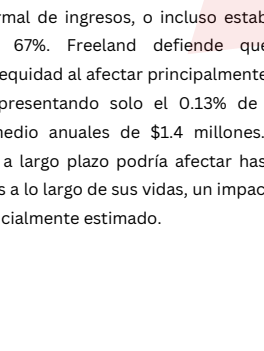 rmal de ingresos, o incluso estab
67%. Freeland defiende que
equidad al afectar principalmente
presentando solo el 0.13% de
medio anuales de $1.4 millones.
a largo plazo podría afectar has
s a lo largo de sus vidas, un impac
cialmente estimado.